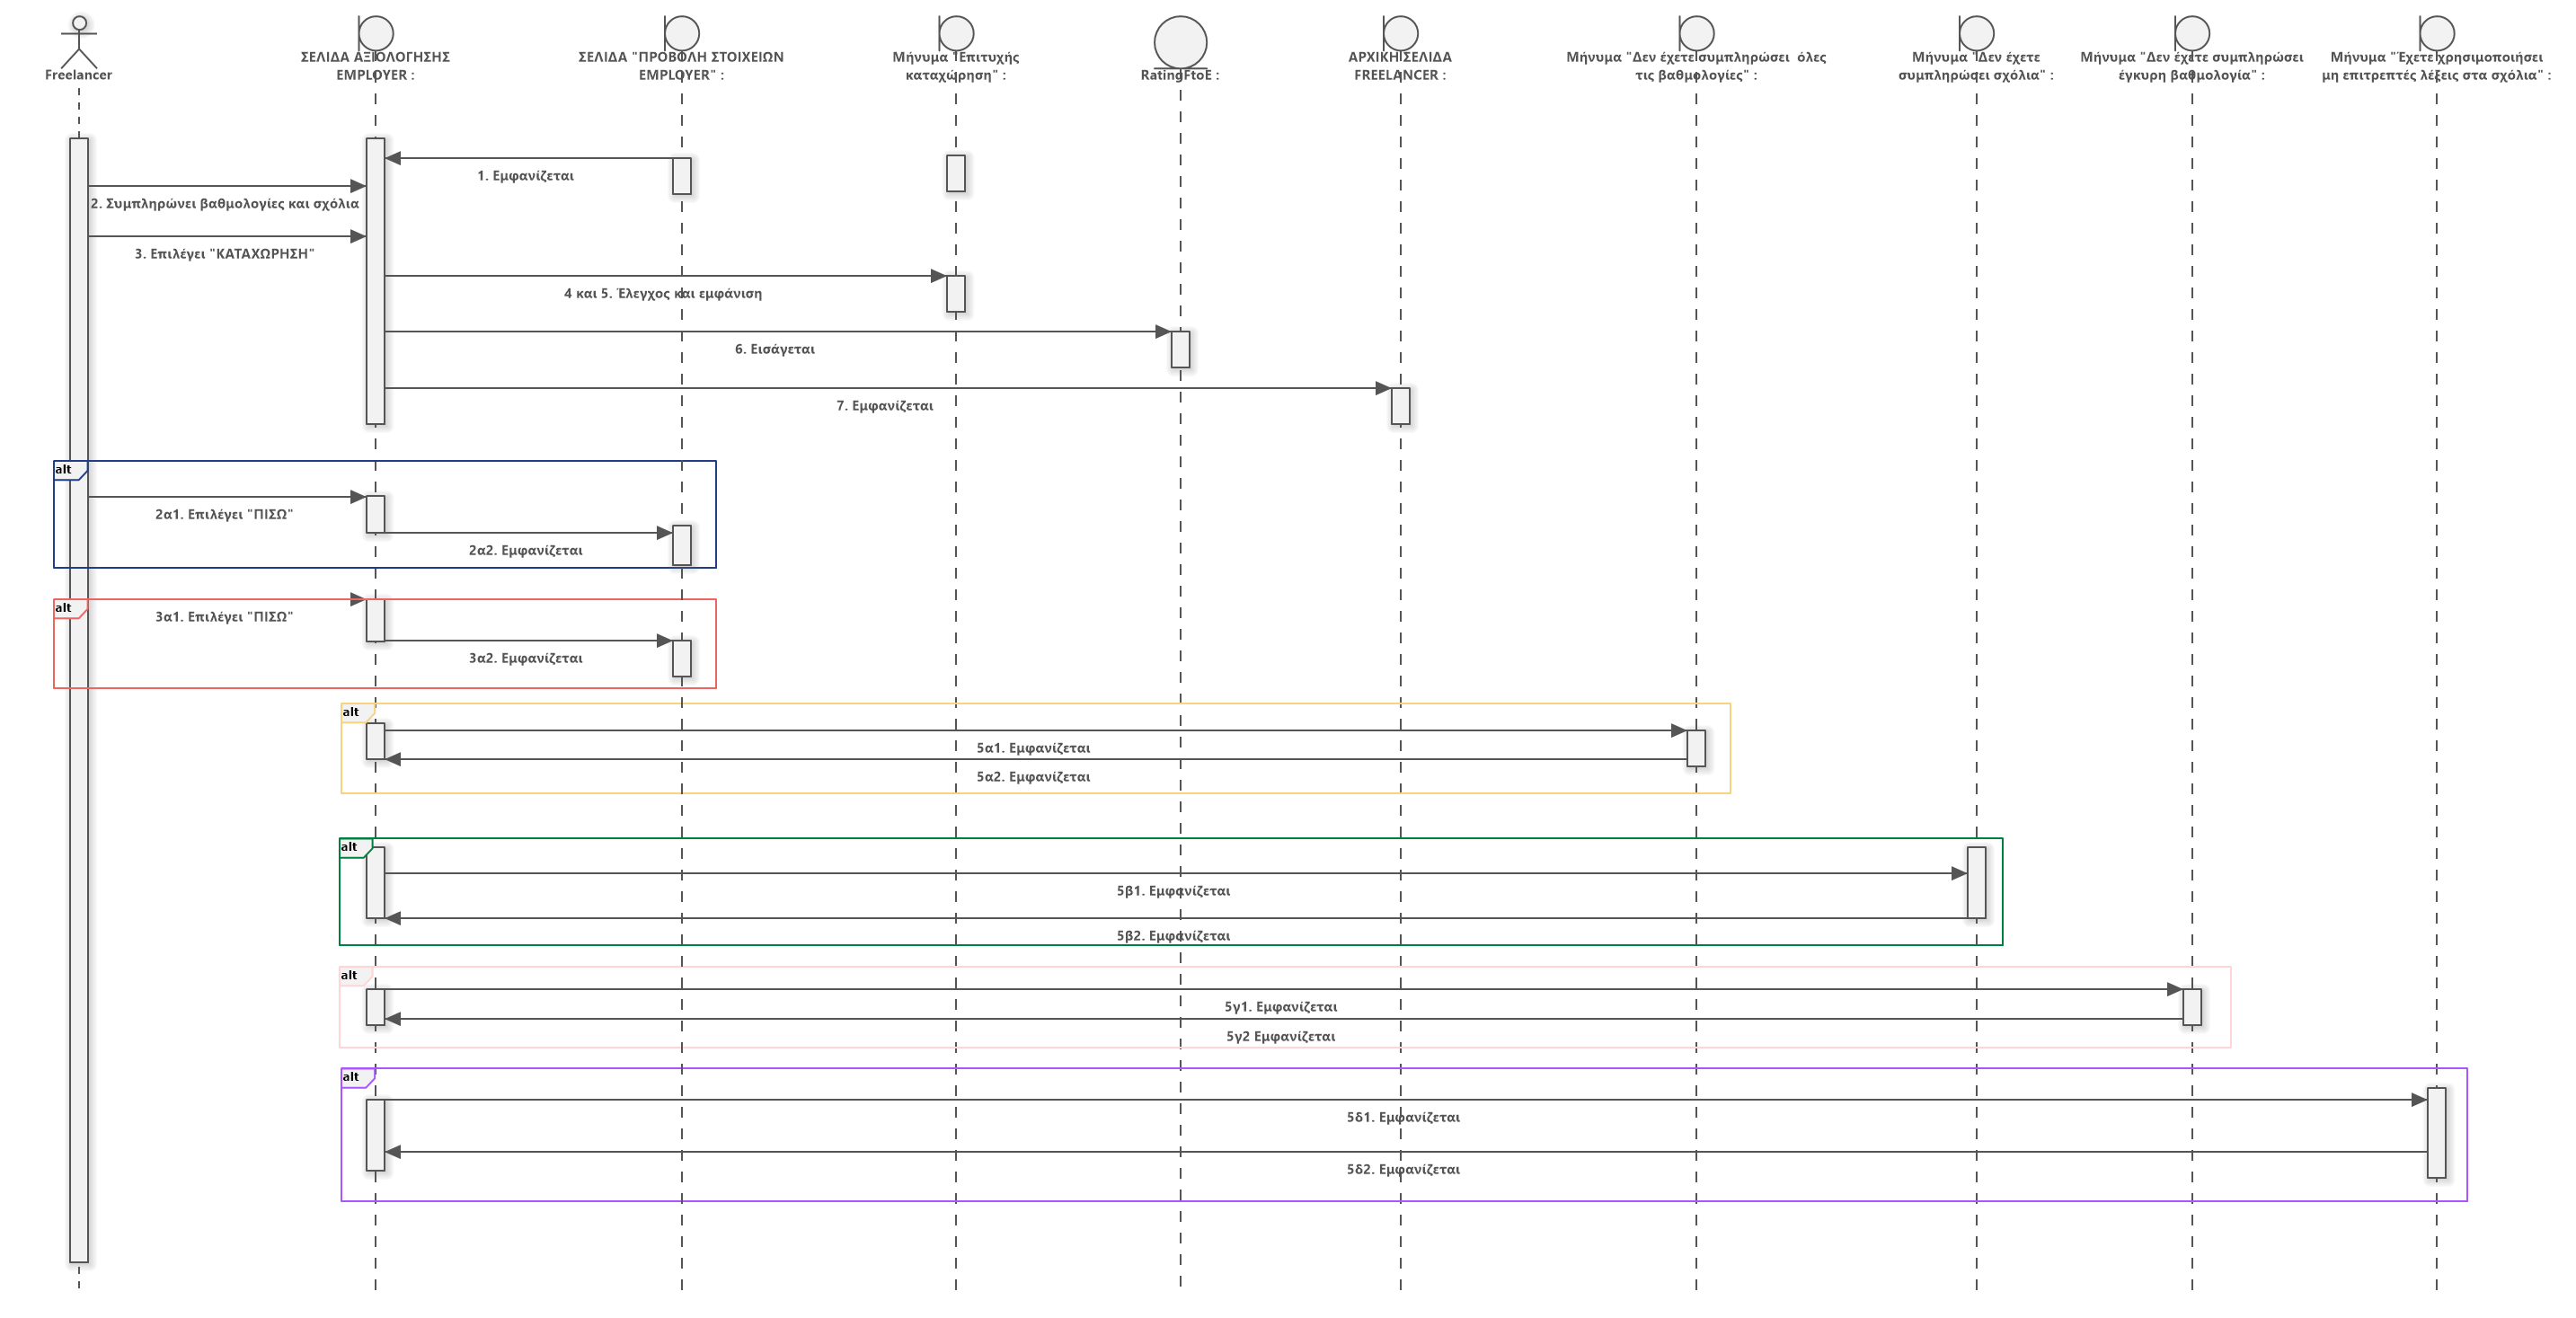 Freelancer
ΣΕΛΙΔΑ ΑΞΙΟΛΟΓΗΣΗΣ
EMPLOYER :
ΣΕΛΙΔΑ "ΠΡΟΒΟΛΗ ΣΤΟΙΧΕΙΩΝ
EMPLOYER" :
Μήνυμα "Επιτυχής
καταχώρηση" :
RatingFtoE :
ΑΡΧΙΚΗ ΣΕΛΙΔΑ
FREELANCER :
Μήνυμα "Δεν έχετε συμπληρώσει όλες
τις βαθμολογίες" :
Μήνυμα "Δεν έχετε
συμπληρώσει σχόλια" :
Μήνυμα "Δεν έχετε συμπληρώσει
έγκυρη βαθμολογία" :
Μήνυμα "Έχετε χρησιμοποιήσει
μη επιτρεπτές λέξεις στα σχόλια" :
1. Εμφανίζεται
2. Συμπληρώνει βαθμολογίες και σχόλια
3. Επιλέγει "ΚΑΤΑΧΩΡΗΣΗ"
4 και 5. Έλεγχος και εμφάνιση
6. Εισάγεται
7. Εμφανίζεται
alt
2α1. Επιλέγει "ΠΙΣΩ"
2α2. Εμφανίζεται
alt
3α1. Επιλέγει "ΠΙΣΩ"
3α2. Εμφανίζεται
alt
5α1. Εμφανίζεται
5α2. Εμφανίζεται
alt
5β1. Εμφανίζεται
5β2. Εμφανίζεται
alt
5γ1. Εμφανίζεται
5γ2 Εμφανίζεται
alt
5δ1. Εμφανίζεται
5δ2. Εμφανίζεται